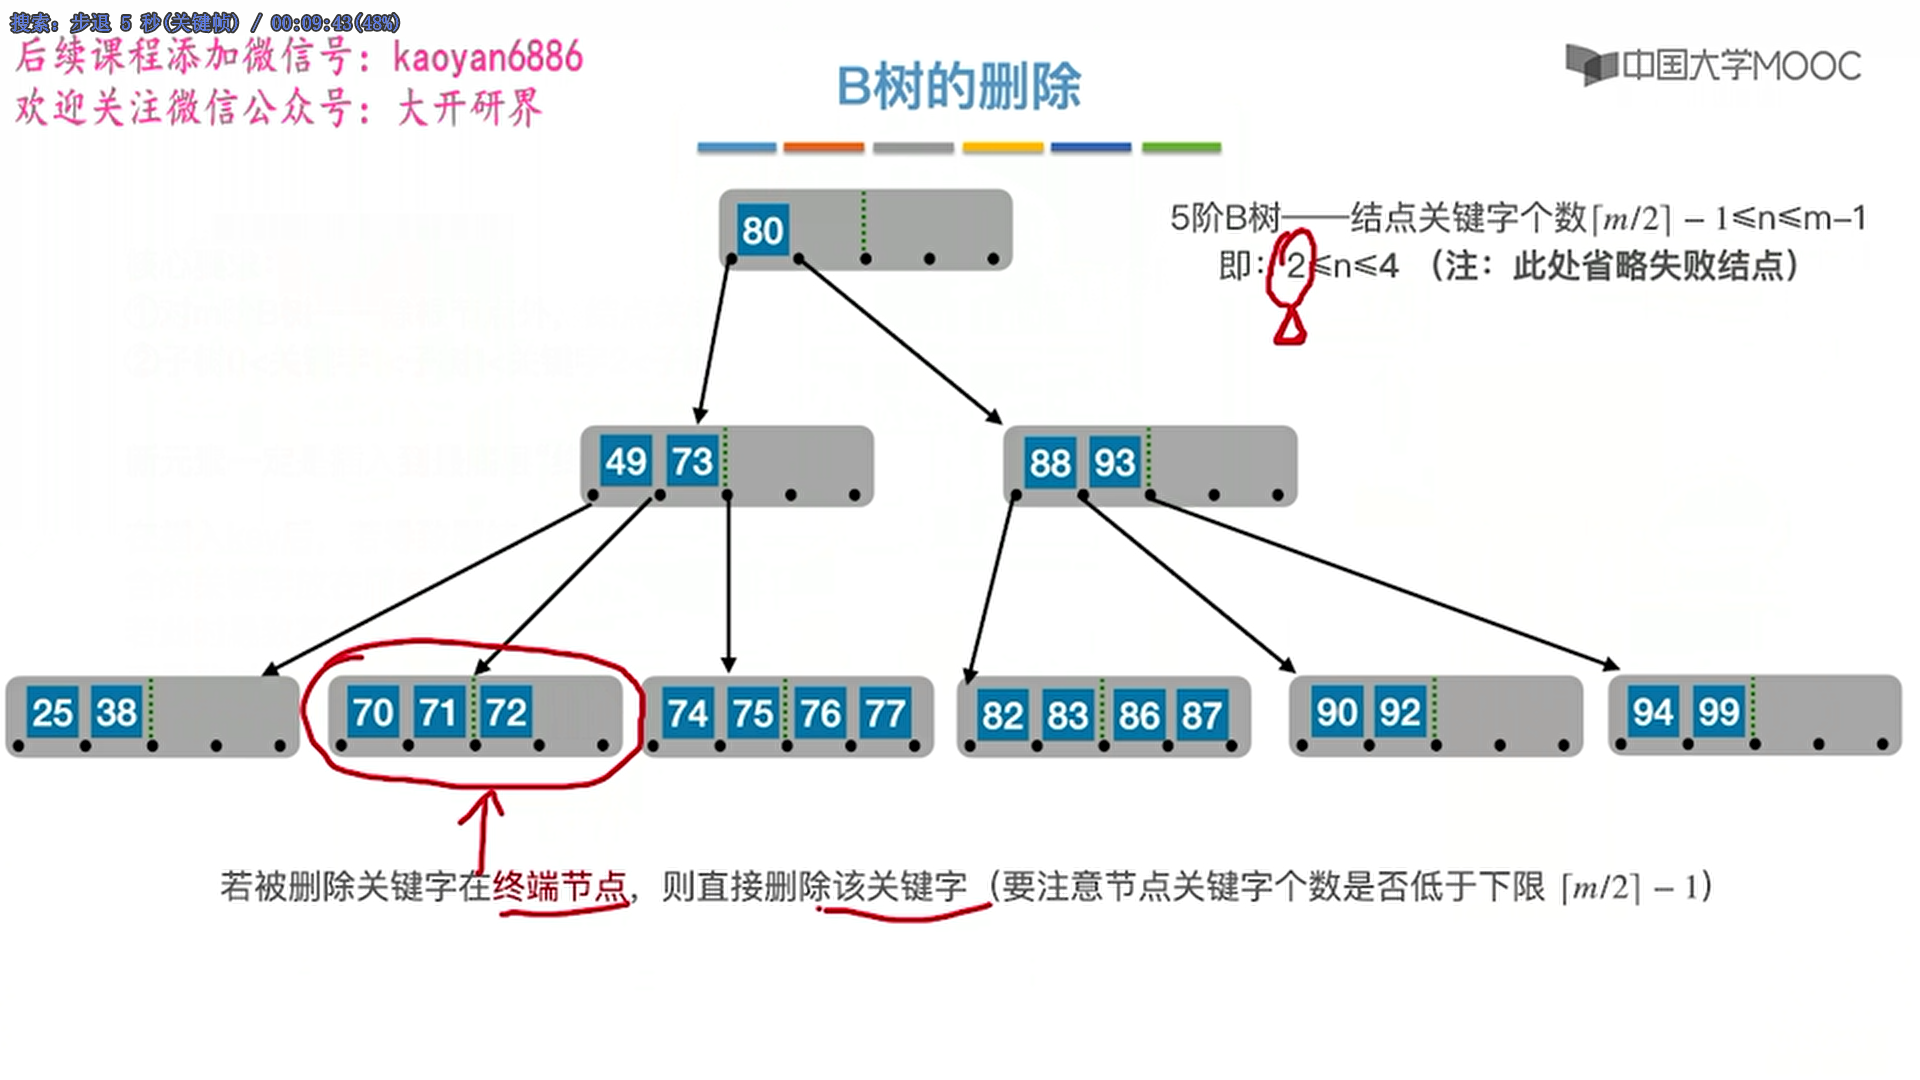 搜索: 步退 5 秒(关键帧) / 00:09:43(48%)
后续课程添加微信号：kaoyan6886
欢迎关注微信公众号：大开研界
中国大学MOOC
B树的删除
5阶B树——结点关键字个数⌈m/2⌉ − 1≤n≤m−1
即：2≤n≤4 （注：此处省略失败结点）
80
49 73
88 93
25 38
70 71 72
74 75 76 77
82 83 86 87
90 92
94 99
若被删除关键字在终端节点，则直接删除该关键字（要注意节点关键字个数是否低于下限 ⌈m/2⌉ − 1）